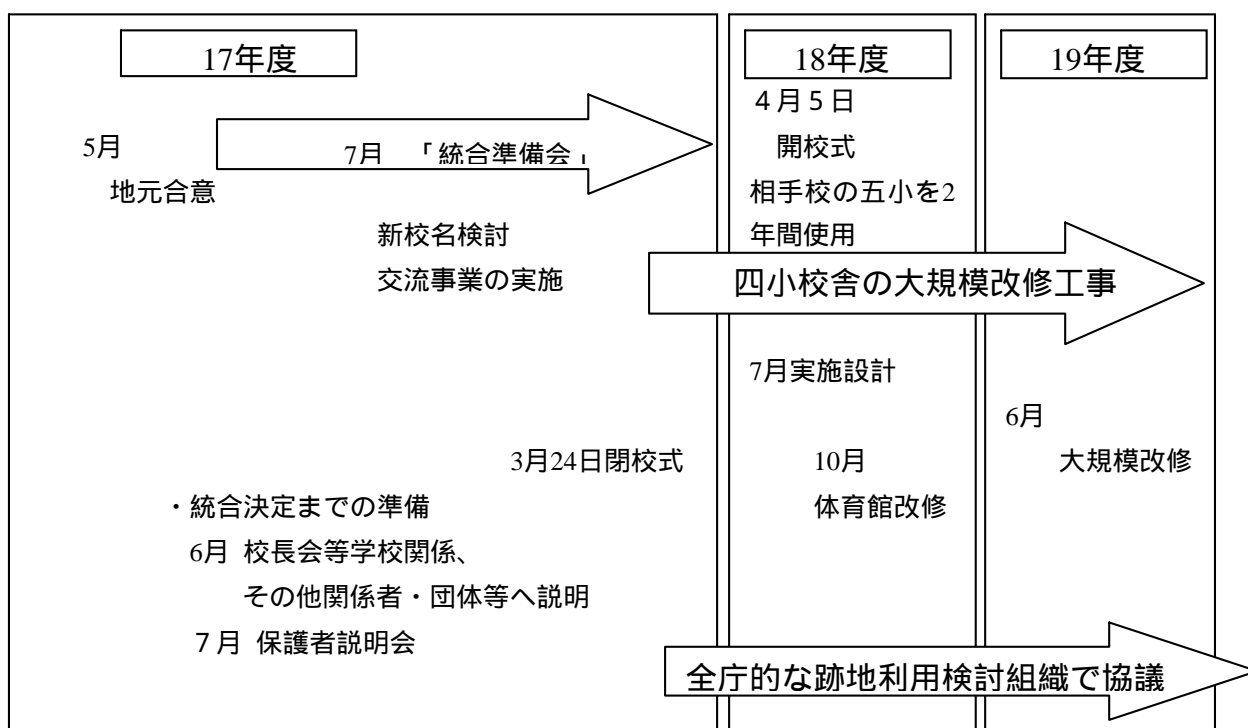 17年度
5月
地元合意
7月 「統合準備会」
新校名検討
交流事業の実施
3月24日閉校式
・統合決定までの準備
6月 校長会等学校関係、
その他関係者・団体等へ説明
７月 保護者説明会
18年度
４月５日
開校式
相手校の五小を2
年間使用
四小校舎の大規模改修工事
7月実施設計
10月
体育館改修
19年度
6月
大規模改修
全庁的な跡地利用検討組織で協議